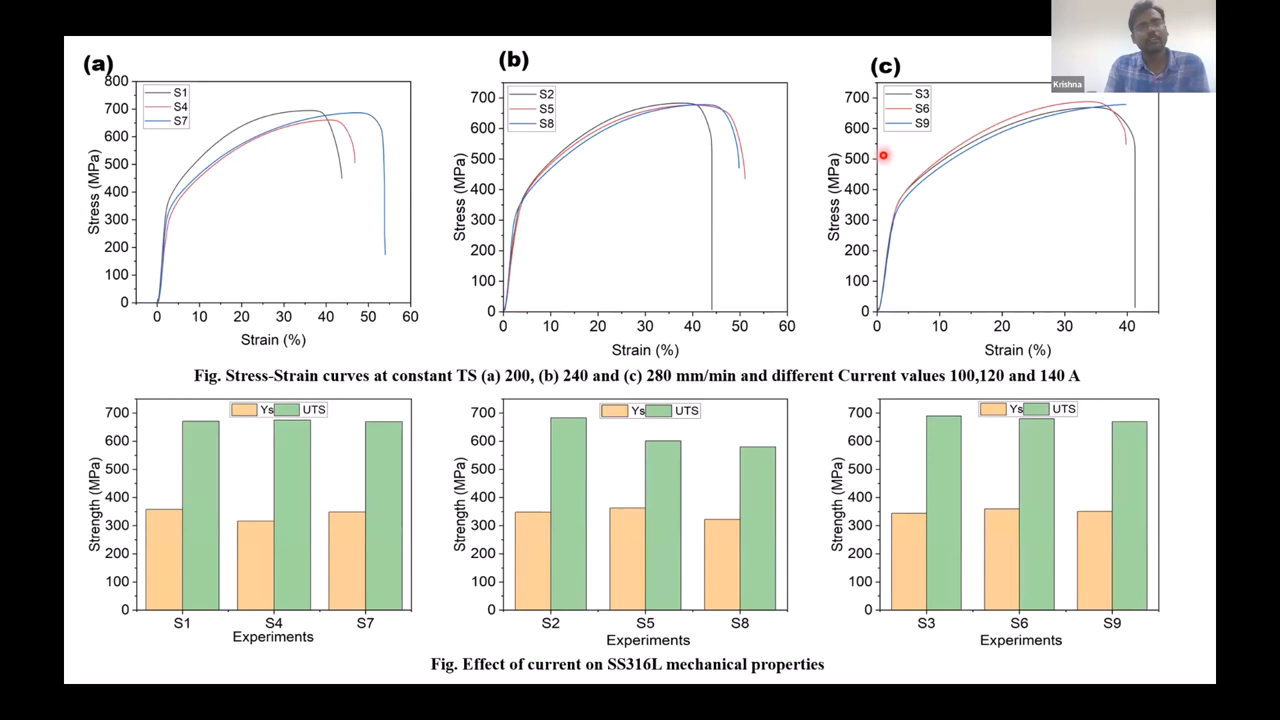 Krishna
(a)
800
700
600
500
400
300
200
100
0
Stress (MPa)
S1
S4
S7
0 10 20 30 40 50 60
Strain (%)
(b)
700
600
500
400
300
200
100
0
Stress (MPa)
S2
S5
S8
0 10 20 30 40 50 60
Strain (%)
(c)
700
600
500
400
300
200
100
0
Stress (MPa)
S3
S6
S9
0 10 20 30 40
Strain (%)
Fig. Stress-Strain curves at constant TS (a) 200, (b) 240 and (c) 280 mm/min and different Current values 100,120 and 140 A
700
600
500
400
300
200
100
0
Strength (MPa)
Ys UTS
S1 S4 S7
Experiments
700
600
500
400
300
200
100
0
Strength (MPa)
Ys UTS
S2 S5 S8
Experiments
700
600
500
400
300
200
100
0
Strength (MPa)
Ys UTS
S3 S6 S9
Experiments
Fig. Effect of current on SS316L mechanical properties